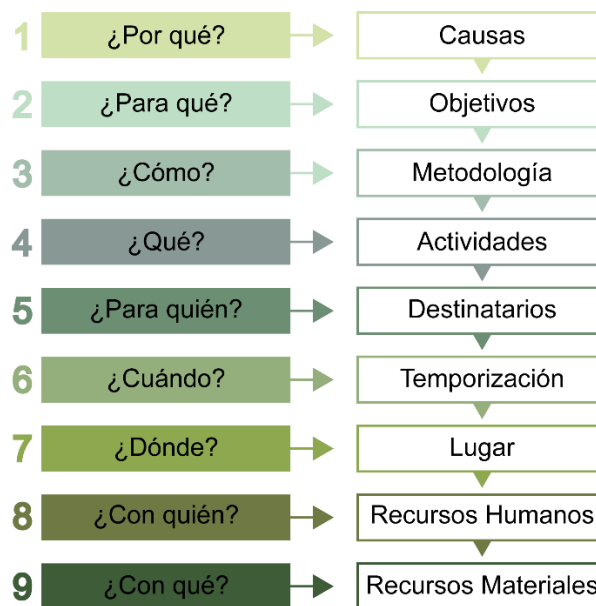 1 ¿Por qué? Causas
2 ¿Para qué? Objetivos
3 ¿Cómo? Metodología
4 ¿Qué? Actividades
5 ¿Para quién? Destinatarios
6 ¿Cuándo? Temporización
7 ¿Dónde? Lugar
8 ¿Con quién? Recursos Humanos
9 ¿Con qué? Recursos Materiales